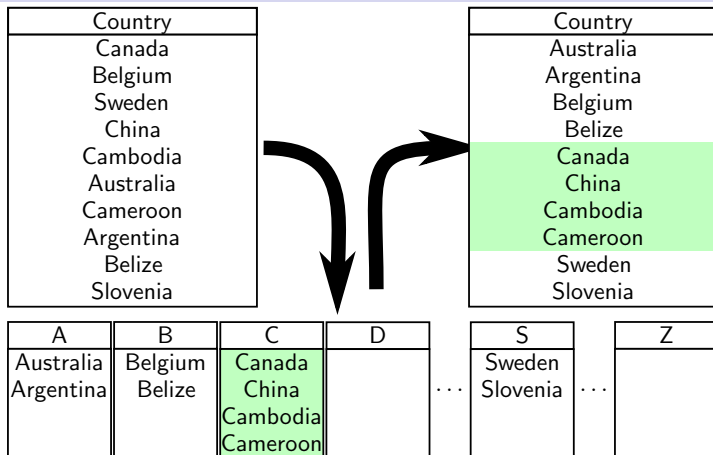 Country
Canada
Belgium
Sweden
China
Cambodia
Australia
Cameroon
Argentina
Belize
Slovenia
Country
Australia
Argentina
Belgium
Belize
Canada
China
Cambodia
Cameroon
Sweden
Slovenia
A
Australia
Argentina
B
Belgium
Belize
C
Canada
China
Cambodia
Cameroon
D
...
S
Sweden
Slovenia
...
Z